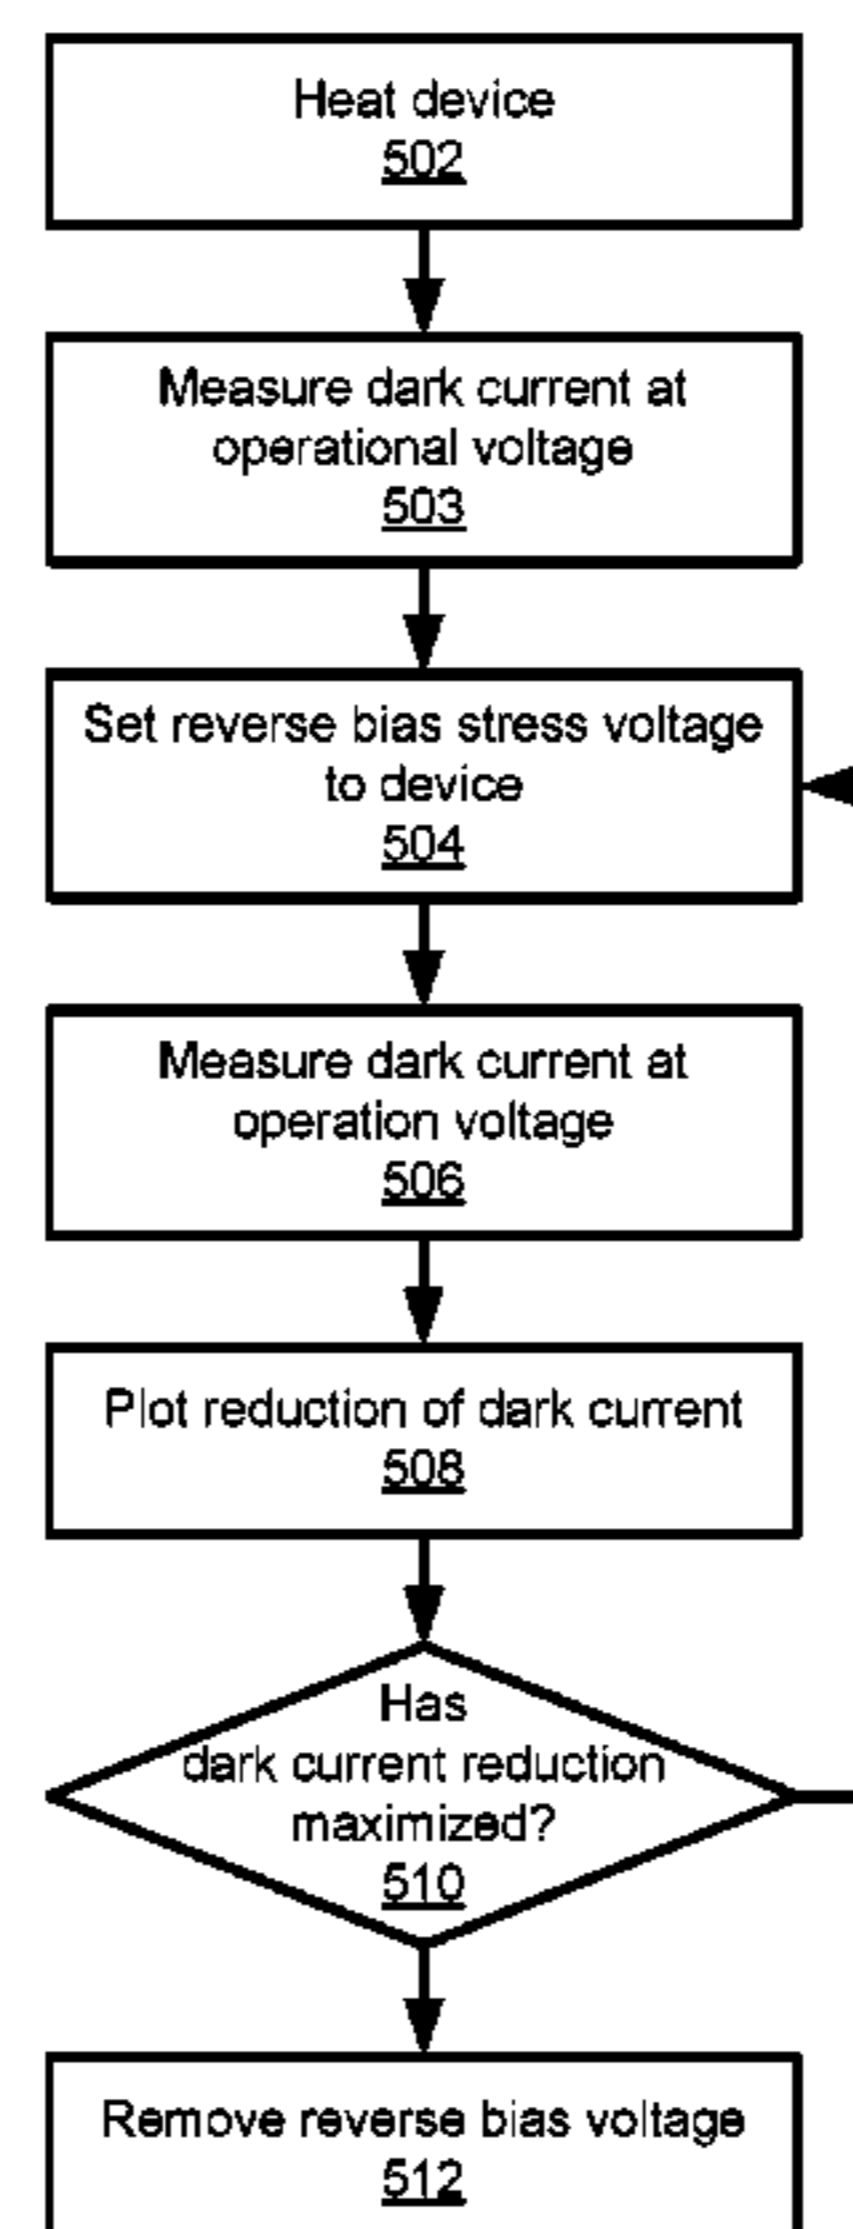 Heat device
502
Measure dark current at
operational voltage
503
Set reverse bias stress voltage
to device
504
Measure dark current at
operation voltage
506
Plot reduction of dark current
508
Has
dark current reduction
maximized?
510
Remove reverse bias voltage
512